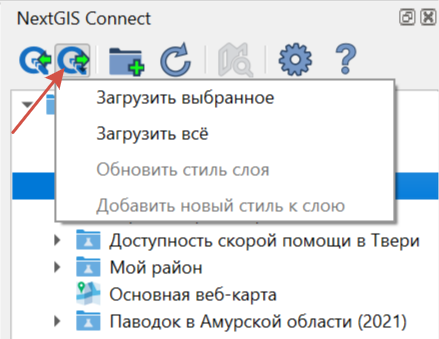 NextGIS Connect
Загрузить выбранное
Загрузить всё
Обновить стиль слоя
Добавить новый стиль к слою
Доступность скорой помощи в Твери
Мой район
Основная веб-карта
Паводок в Амурской области (2021)